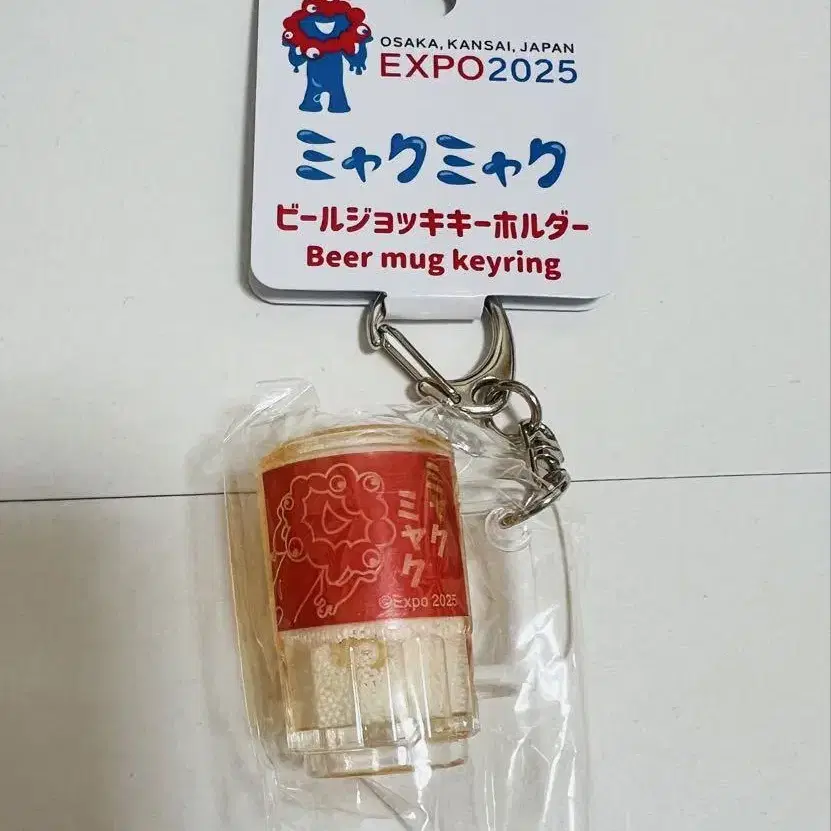 OSAKA, KANSAI, JAPAN
EXPO2025
ミャクミャク
ビールジョッキキーホルダー
Beer mug keyring
ミャク
ミャク
©Expo 2025